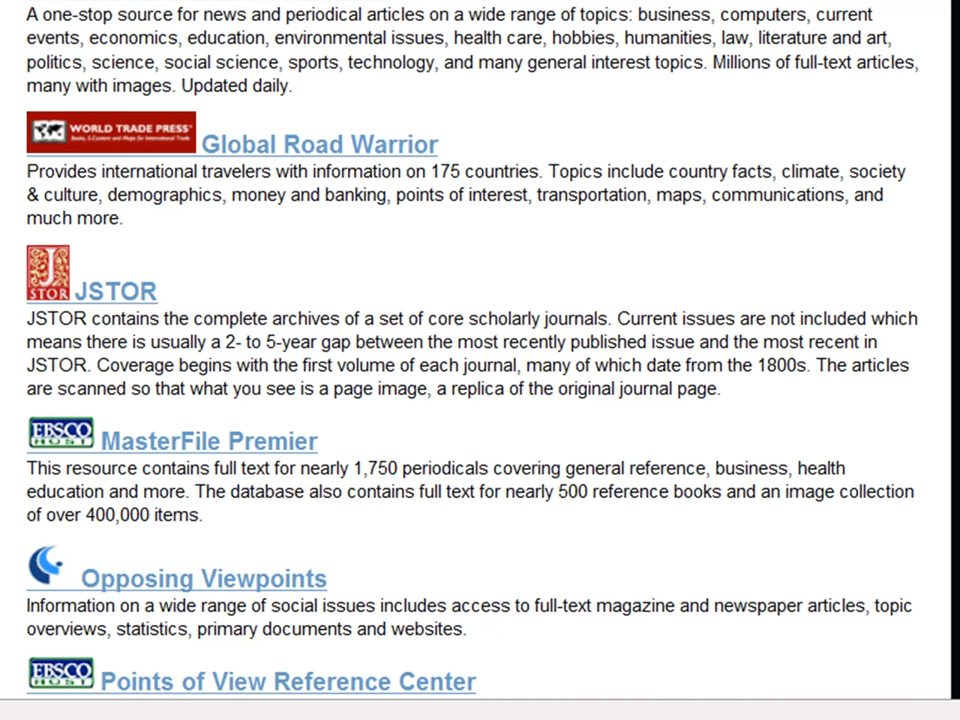 A one-stop source for news and periodical articles on a wide range of topics: business, computers, current
events, economics, education, environmental issues, health care, hobbies, humanities, law, literature and art,
politics, science, social science, sports, technology, and many general interest topics. Millions of full-text articles,
many with images. Updated daily.
WORLD TRADE PRESS®
Books, E-Content and Maps for International Trade
Global Road Warrior
Provides international travelers with information on 175 countries. Topics include country facts, climate, society
& culture, demographics, money and banking, points of interest, transportation, maps, communications, and
much more.
J
STOR
JSTOR
JSTOR contains the complete archives of a set of core scholarly journals. Current issues are not included which
means there is usually a 2- to 5-year gap between the most recently published issue and the most recent in
JSTOR. Coverage begins with the first volume of each journal, many of which date from the 1800s. The articles
are scanned so that what you see is a page image, a replica of the original journal page.
EBSCO
HOST
MasterFile Premier
This resource contains full text for nearly 1,750 periodicals covering general reference, business, health
education and more. The database also contains full text for nearly 500 reference books and an image collection
of over 400,000 items.
Opposing Viewpoints
Information on a wide range of social issues includes access to full-text magazine and newspaper articles, topic
overviews, statistics, primary documents and websites.
EBSCO
HOST
Points of View Reference Center